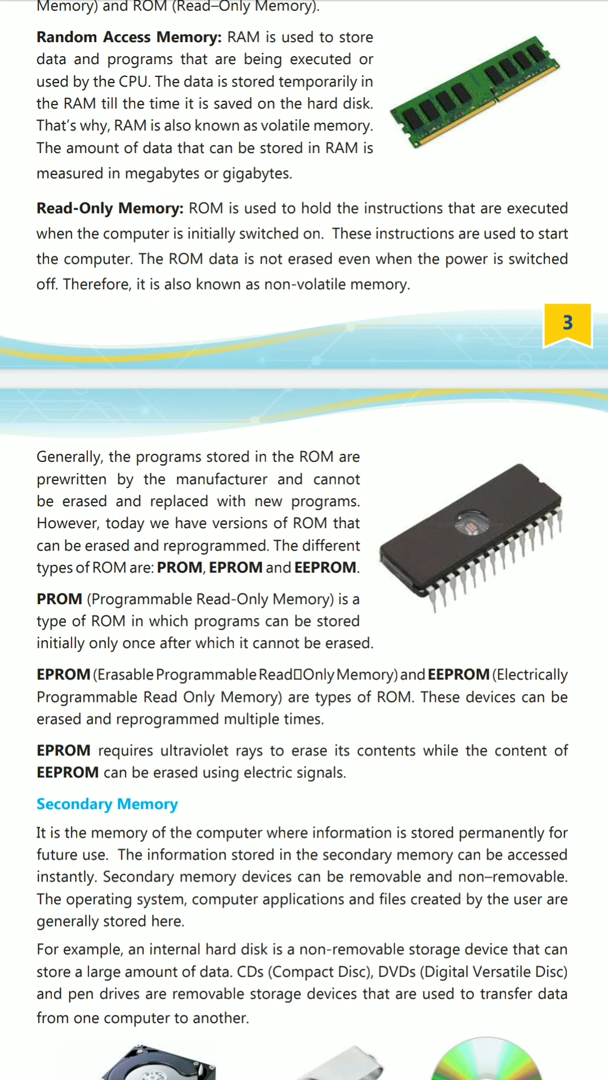 Memory) and ROM (Read–Only Memory).
Random Access Memory: RAM is used to store
data and programs that are being executed or
used by the CPU. The data is stored temporarily in
the RAM till the time it is saved on the hard disk.
That’s why, RAM is also known as volatile memory.
The amount of data that can be stored in RAM is
measured in megabytes or gigabytes.
Read-Only Memory: ROM is used to hold the instructions that are executed
when the computer is initially switched on. These instructions are used to start
the computer. The ROM data is not erased even when the power is switched
off. Therefore, it is also known as non-volatile memory.
3
Generally, the programs stored in the ROM are
prewritten by the manufacturer and cannot
be erased and replaced with new programs.
However, today we have versions of ROM that
can be erased and reprogrammed. The different
types of ROM are: PROM, EPROM and EEPROM.
PROM (Programmable Read-Only Memory) is a
type of ROM in which programs can be stored
initially only once after which it cannot be erased.
EPROM (Erasable Programmable Read□Only Memory) and EEPROM (Electrically
Programmable Read Only Memory) are types of ROM. These devices can be
erased and reprogrammed multiple times.
EPROM requires ultraviolet rays to erase its contents while the content of
EEPROM can be erased using electric signals.
Secondary Memory
It is the memory of the computer where information is stored permanently for
future use. The information stored in the secondary memory can be accessed
instantly. Secondary memory devices can be removable and non–removable.
The operating system, computer applications and files created by the user are
generally stored here.
For example, an internal hard disk is a non-removable storage device that can
store a large amount of data. CDs (Compact Disc), DVDs (Digital Versatile Disc)
and pen drives are removable storage devices that are used to transfer data
from one computer to another.